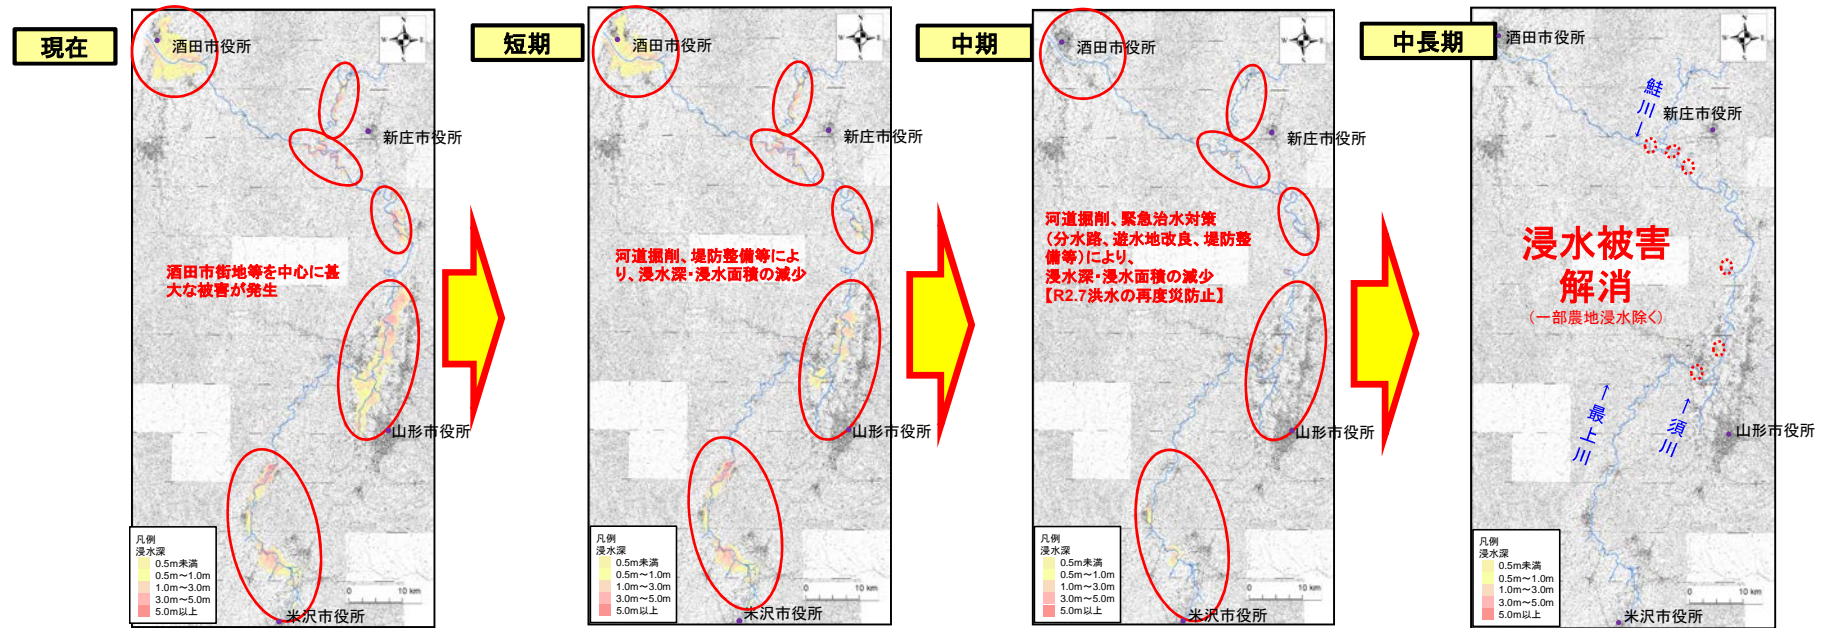 現在
酒田市役所
新庄市役所
酒田市街地等を中心に甚
大な被害が発生
山形市役所
米沢市役所
凡例
浸水深
0.5m未満
0.5m～1.0m
1.0m～3.0m
3.0m～5.0m
5.0m以上
0 10 km
N
W E
S
短期
酒田市役所
新庄市役所
河道掘削、堤防整備等によ
り、浸水深・浸水面積の減少
山形市役所
米沢市役所
凡例
浸水深
0.5m未満
0.5m～1.0m
1.0m～3.0m
3.0m～5.0m
5.0m以上
0 10 km
N
W E
S
中期
酒田市役所
新庄市役所
河道掘削、緊急治水対策
（分水路、遊水地改良、堤防整
備等）により、
浸水深・浸水面積の減少
【R2.7洪水の再度災防止】
山形市役所
米沢市役所
凡例
浸水深
0.5m未満
0.5m～1.0m
1.0m～3.0m
3.0m～5.0m
5.0m以上
0 10 km
N
W E
S
中長期
酒田市役所
鮭川→
新庄市役所
浸水被害
解消
（一部農地浸水除く）
←最上川
←須川
山形市役所
米沢市役所
凡例
浸水深
0.5m未満
0.5m～1.0m
1.0m～3.0m
3.0m～5.0m
5.0m以上
0 10 km
N
W E
S